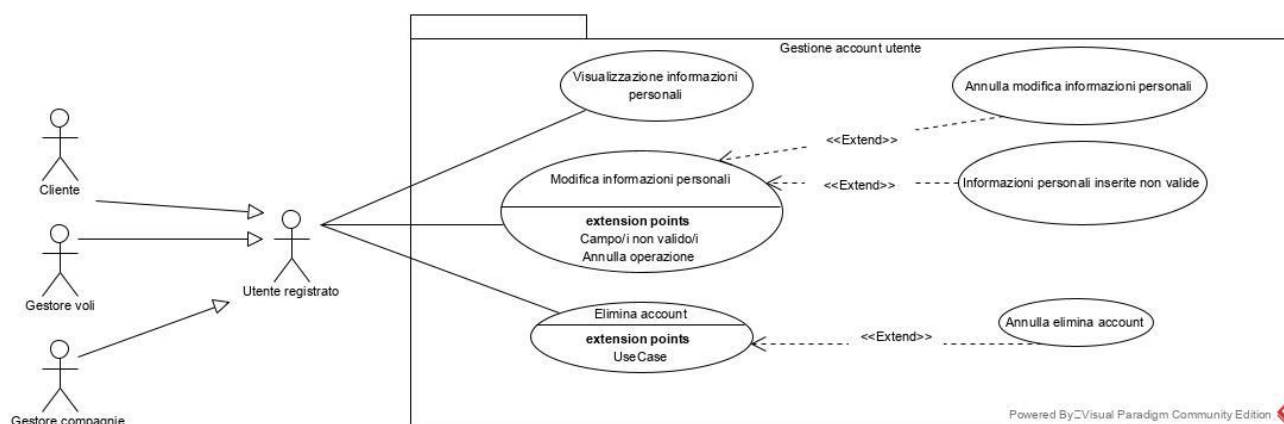 Gestione account utente
Visualizzazione informazioni
personali
Annulla modifica informazioni personali
<<Extend>>
Cliente
Modifica informazioni personali
<<Extend>>
Informazioni personali inserite non valide
extension points
Campo/i non valido/i
Annulla operazione
Gestore voli
Utente registrato
Elimina account
extension points
UseCase
<<Extend>>
Annulla elimina account
Gestore compagnie
Powered By Visual Paradigm Community Edition